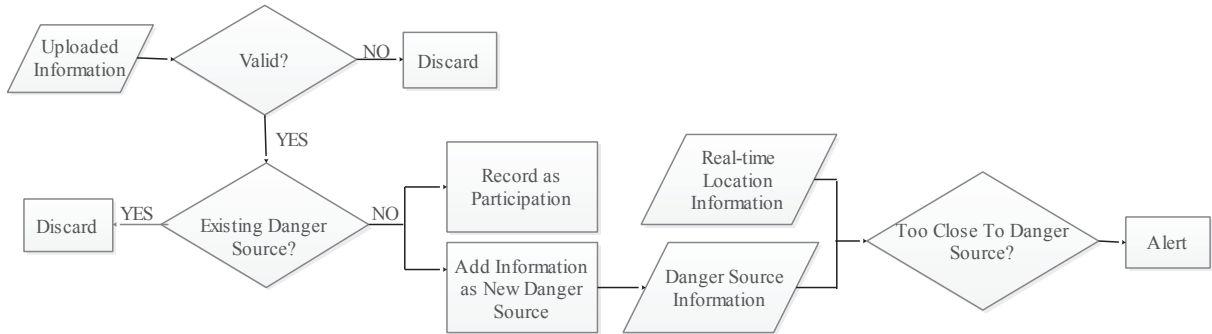 Uploaded
Information
Valid?
NO
Discard
YES
Discard
YES
Existing Danger
Source?
NO
Record as
Participation
Add Information
as New Danger
Source
Real-time
Location
Information
Danger Source
Information
Too Close To Danger
Source?
Alert